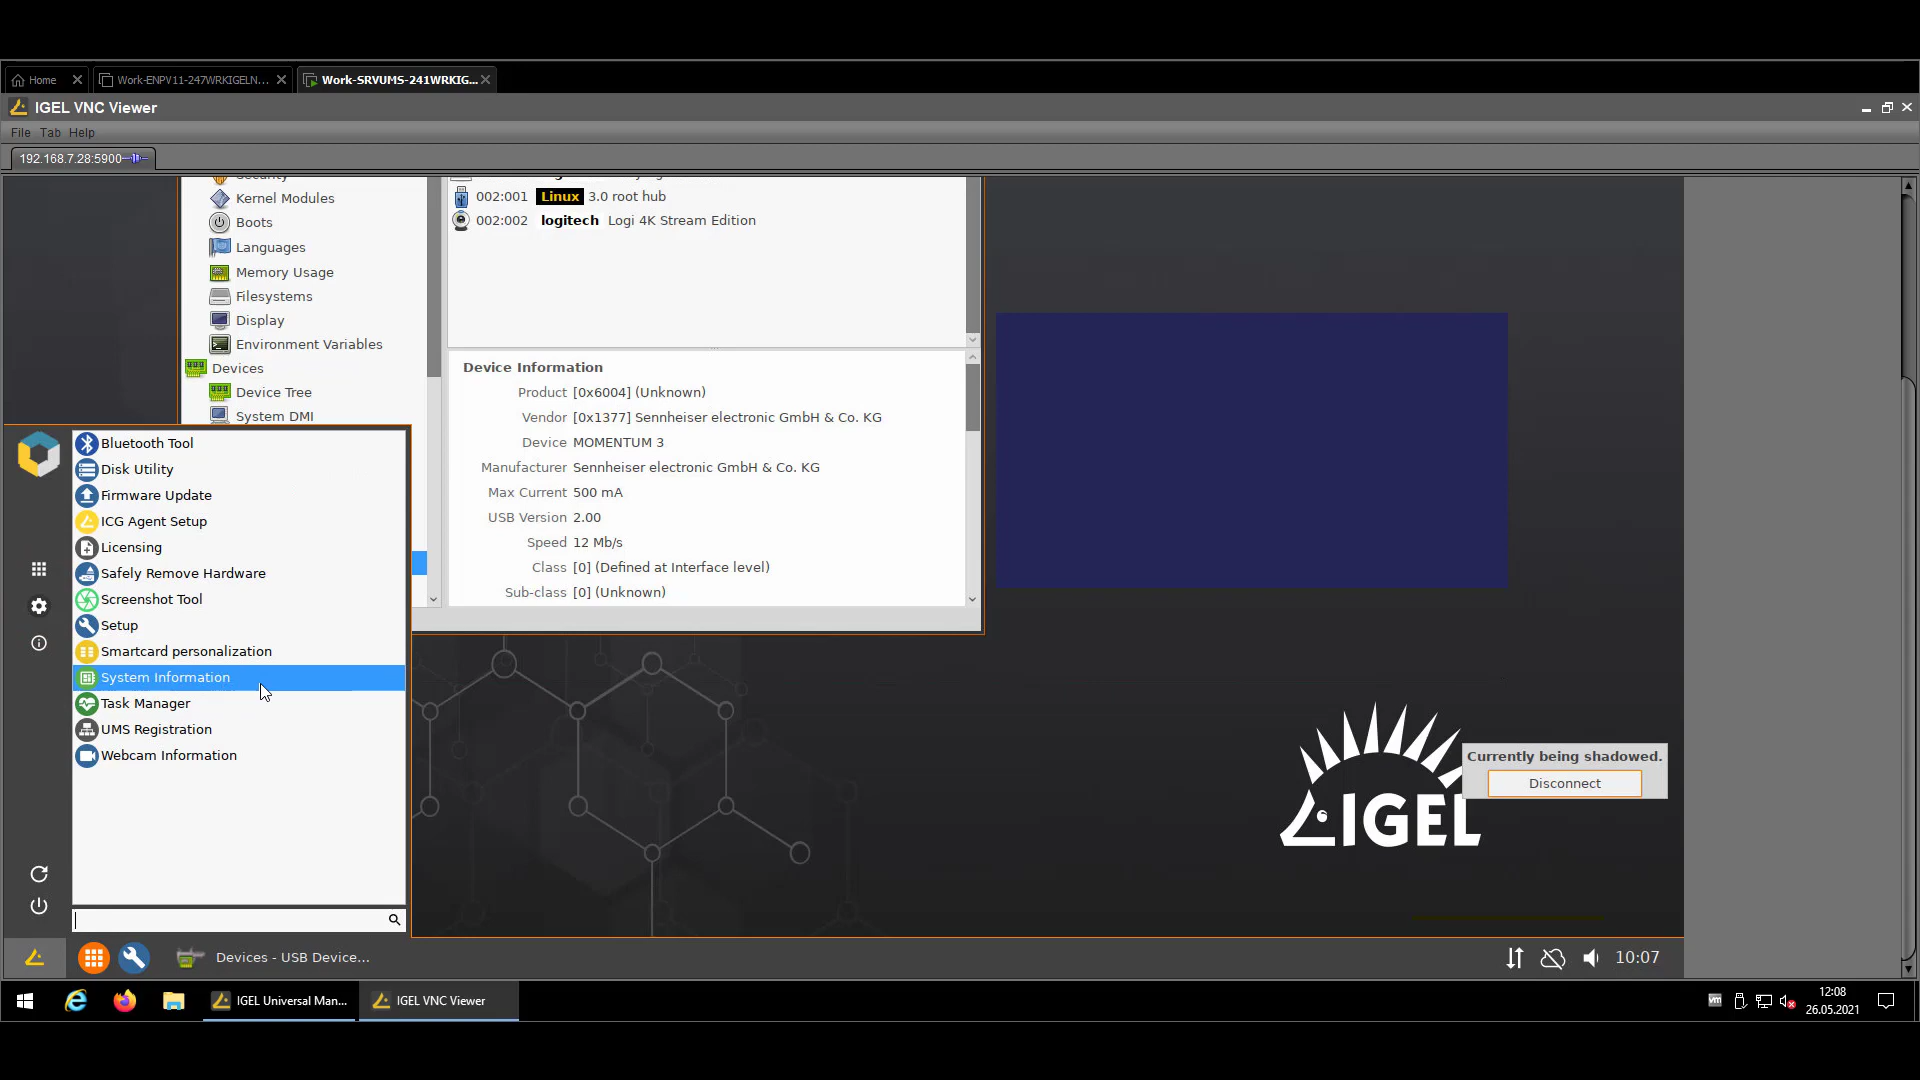 Home
Work-ENPV11-247WRKIGELN...
Work-SRVUMS-241WRKIG...
IGEL VNC Viewer
File Tab Help
192.168.7.28:5900
Security
Kernel Modules
Boots
Languages
Memory Usage
Filesystems
Display
Environment Variables
Devices
Device Tree
System DMI
002:001 Linux 3.0 root hub
002:002 logitech Logi 4K Stream Edition
Device Information
Product [0x6004] (Unknown)
Vendor [0x1377] Sennheiser electronic GmbH & Co. KG
Device MOMENTUM 3
Manufacturer Sennheiser electronic GmbH & Co. KG
Max Current 500 mA
USB Version 2.00
Speed 12 Mb/s
Class [0] (Defined at Interface level)
Sub-class [0] (Unknown)
Bluetooth Tool
Disk Utility
Firmware Update
ICG Agent Setup
Licensing
Safely Remove Hardware
Screenshot Tool
Setup
Smartcard personalization
System Information
Task Manager
UMS Registration
Webcam Information
Currently being shadowed.
Disconnect
IGEL
Devices - USB Device...
10:07
IGEL Universal Man...
IGEL VNC Viewer
vm
12:08
26.05.2021